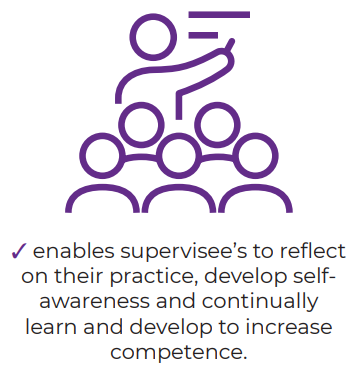 ✓ enables supervisee's to reflect
on their practice, develop self-
awareness and continually
learn and develop to increase
competence.